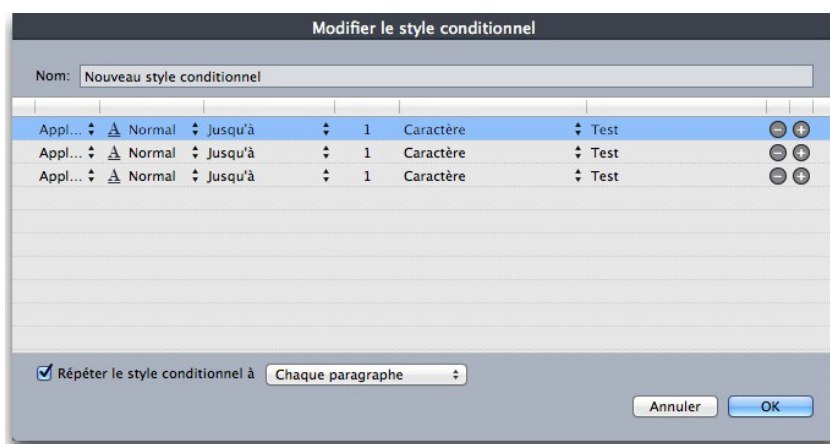 Modifier le style conditionnel
Nom: Nouveau style conditionnel
Appl... A Normal Jusqu'à 1 Caractère Test
Appl... A Normal Jusqu'à 1 Caractère Test
Appl... A Normal Jusqu'à 1 Caractère Test
Répéter le style conditionnel à Chaque paragraphe
Annuler OK